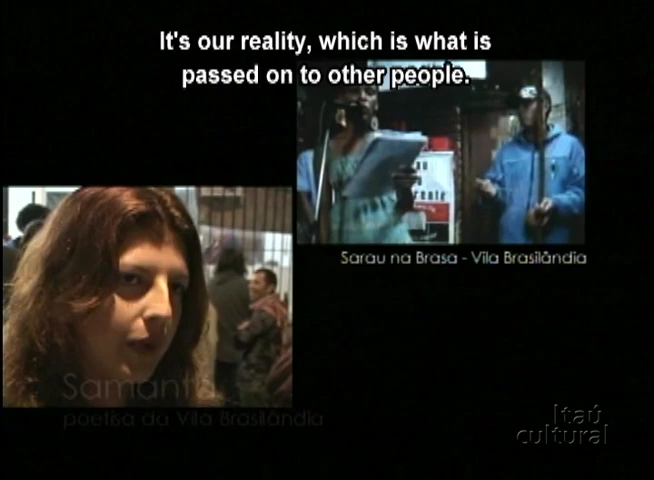 It's our reality, which is what is
passed on to other people.
Sarau na Brasa - Vila Brasilândia
Samanta
poetisa da Vila Brasilândia
Itaú
cultural